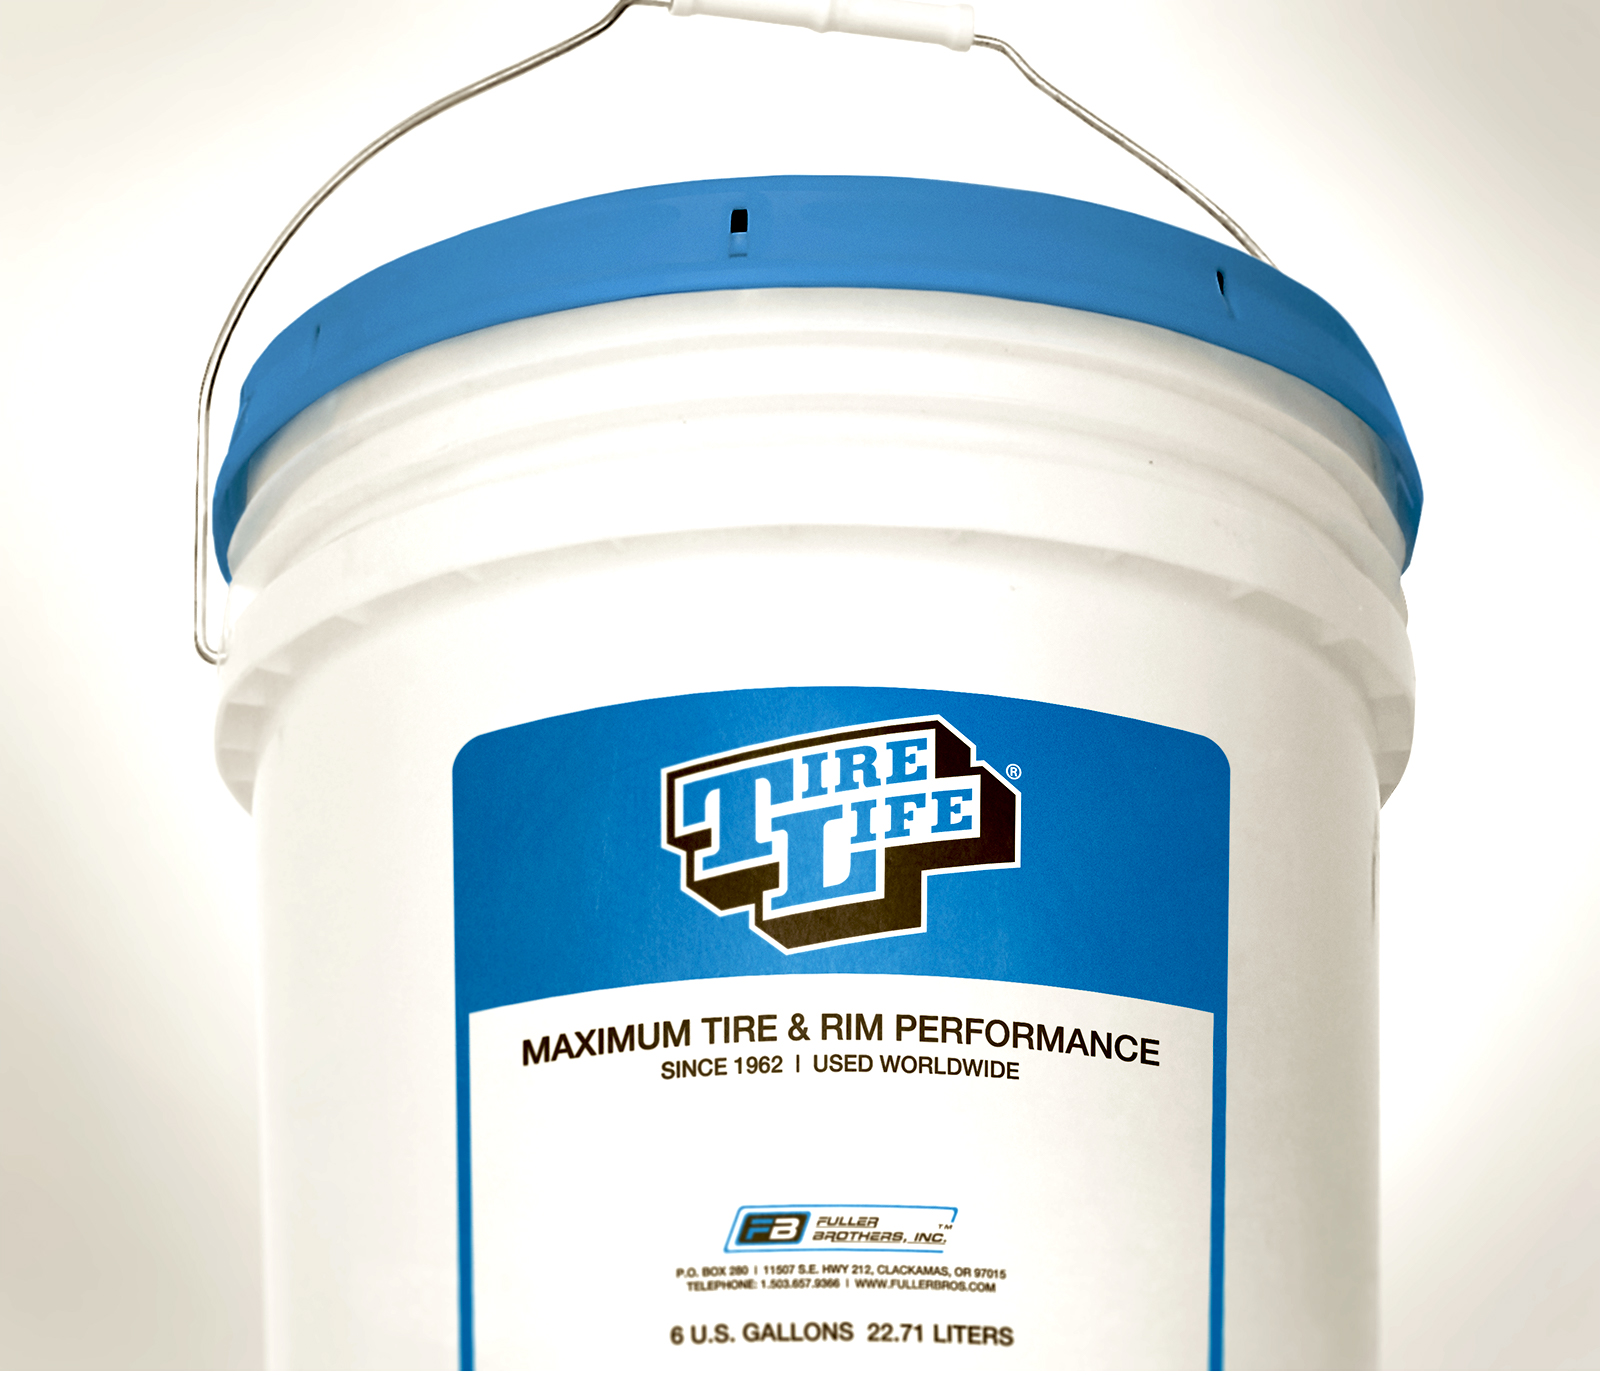 TIRE
LIFE ®
MAXIMUM TIRE & RIM PERFORMANCE
SINCE 1962 | USED WORLDWIDE
FB FULLER BROTHERS, INC.™
P.O. BOX 280 | 11507 S.E. HWY 212, CLACKAMAS, OR 97015
TELEPHONE: 1.503.657.9366 | WWW.FULLERBROS.COM
6 U.S. GALLONS 22.71 LITERS